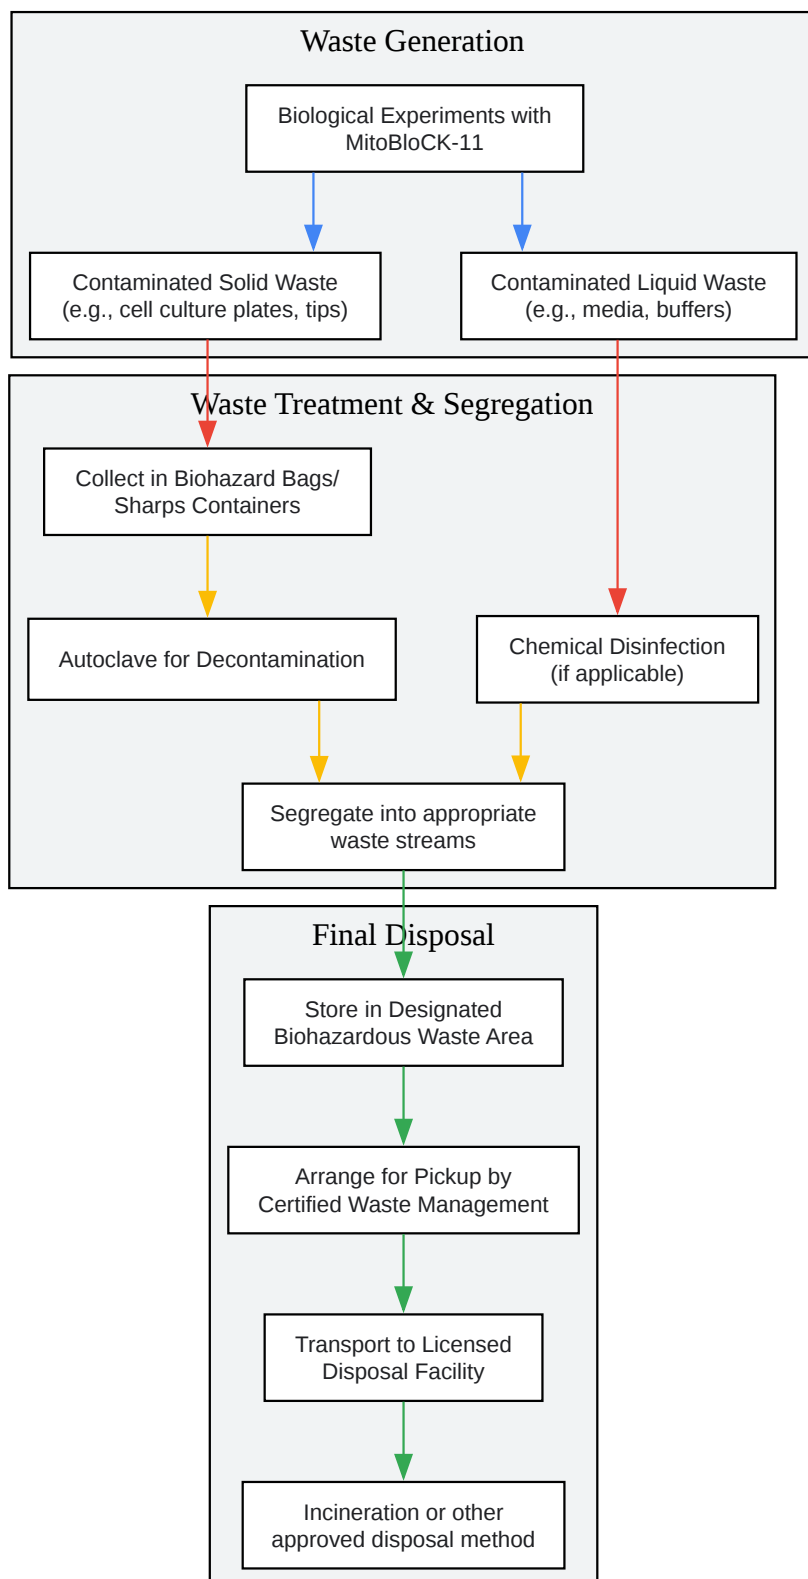 Waste Generation
Biological Experiments with
MitoBloCK-11
Contaminated Solid Waste
(e.g., cell culture plates, tips)
Contaminated Liquid Waste
(e.g., media, buffers)
Waste Treatment & Segregation
Collect in Biohazard Bags/
Sharps Containers
Autoclave for Decontamination
Chemical Disinfection
(if applicable)
Segregate into appropriate
waste streams
Final Disposal
Store in Designated
Biohazardous Waste Area
Arrange for Pickup by
Certified Waste Management
Transport to Licensed
Disposal Facility
Incineration or other
approved disposal method